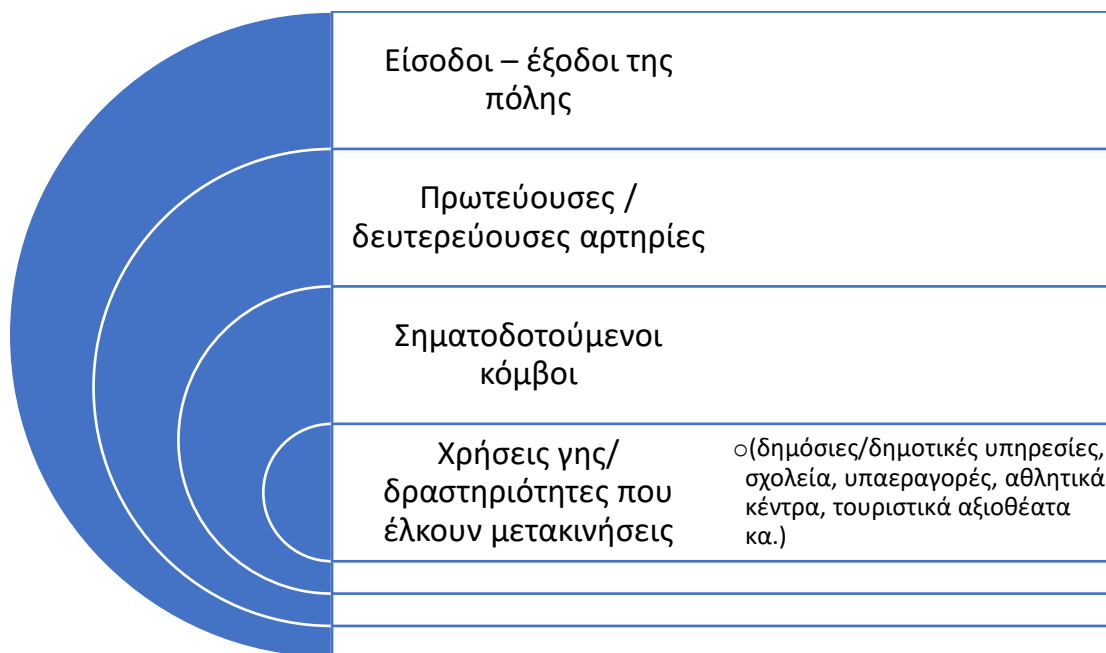 Είσοδοι – έξοδοι της
πόλης
Πρωτεύουσες /
δευτερεύουσες αρτηρίες
Σηματοδοτούμενοι
κόμβοι
Χρήσεις γης/
δραστηριότητες που
έλκουν μετακινήσεις
o(δημόσιες/δημοτικές υπηρεσίες,
σχολεία, υπαεραγορές, αθλητικά
κέντρα, τουριστικά αξιοθέατα
κα.)